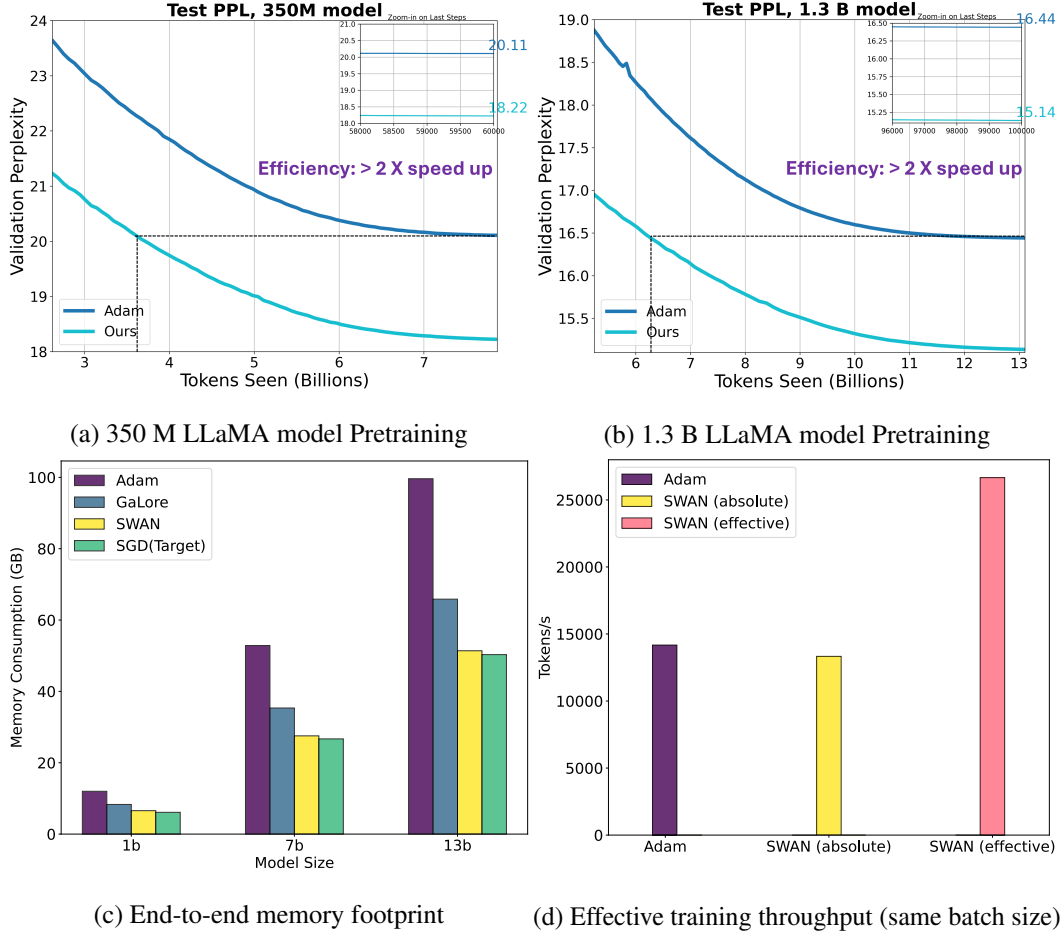 Test PPL, 350M model
24
23
22
21
20
19
18
Validation Perplexity
3
4
5
6
7
Tokens Seen (Billions)
Adam
Ours
Efficiency: > 2 X speed up
Zoom-in on Last Steps
21.0
20.5
20.0
19.5
19.0
18.5
18.0
58000
58500
59000
59500
60000
20.11
18.22
(a) 350 M LLaMA model Pretraining
Test PPL, 1.3 B model
19.0
18.5
18.0
17.5
17.0
16.5
16.0
15.5
Validation Perplexity
6
7
8
9
10
11
12
13
Tokens Seen (Billions)
Adam
Ours
Efficiency: > 2 X speed up
Zoom-in on Last Steps
16.50
16.25
16.00
15.75
15.50
15.25
96000
97000
98000
99000
100000
16.44
15.14
(b) 1.3 B LLaMA model Pretraining
100
80
60
40
20
0
Memory Consumption (GB)
Adam
GaLore
SWAN
SGD(Target)
1b
7b
13b
Model Size
(c) End-to-end memory footprint
25000
20000
15000
10000
5000
0
Tokens/s
Adam
SWAN (absolute)
SWAN (effective)
Adam
SWAN (absolute)
SWAN (effective)
(d) Effective training throughput (same batch size)